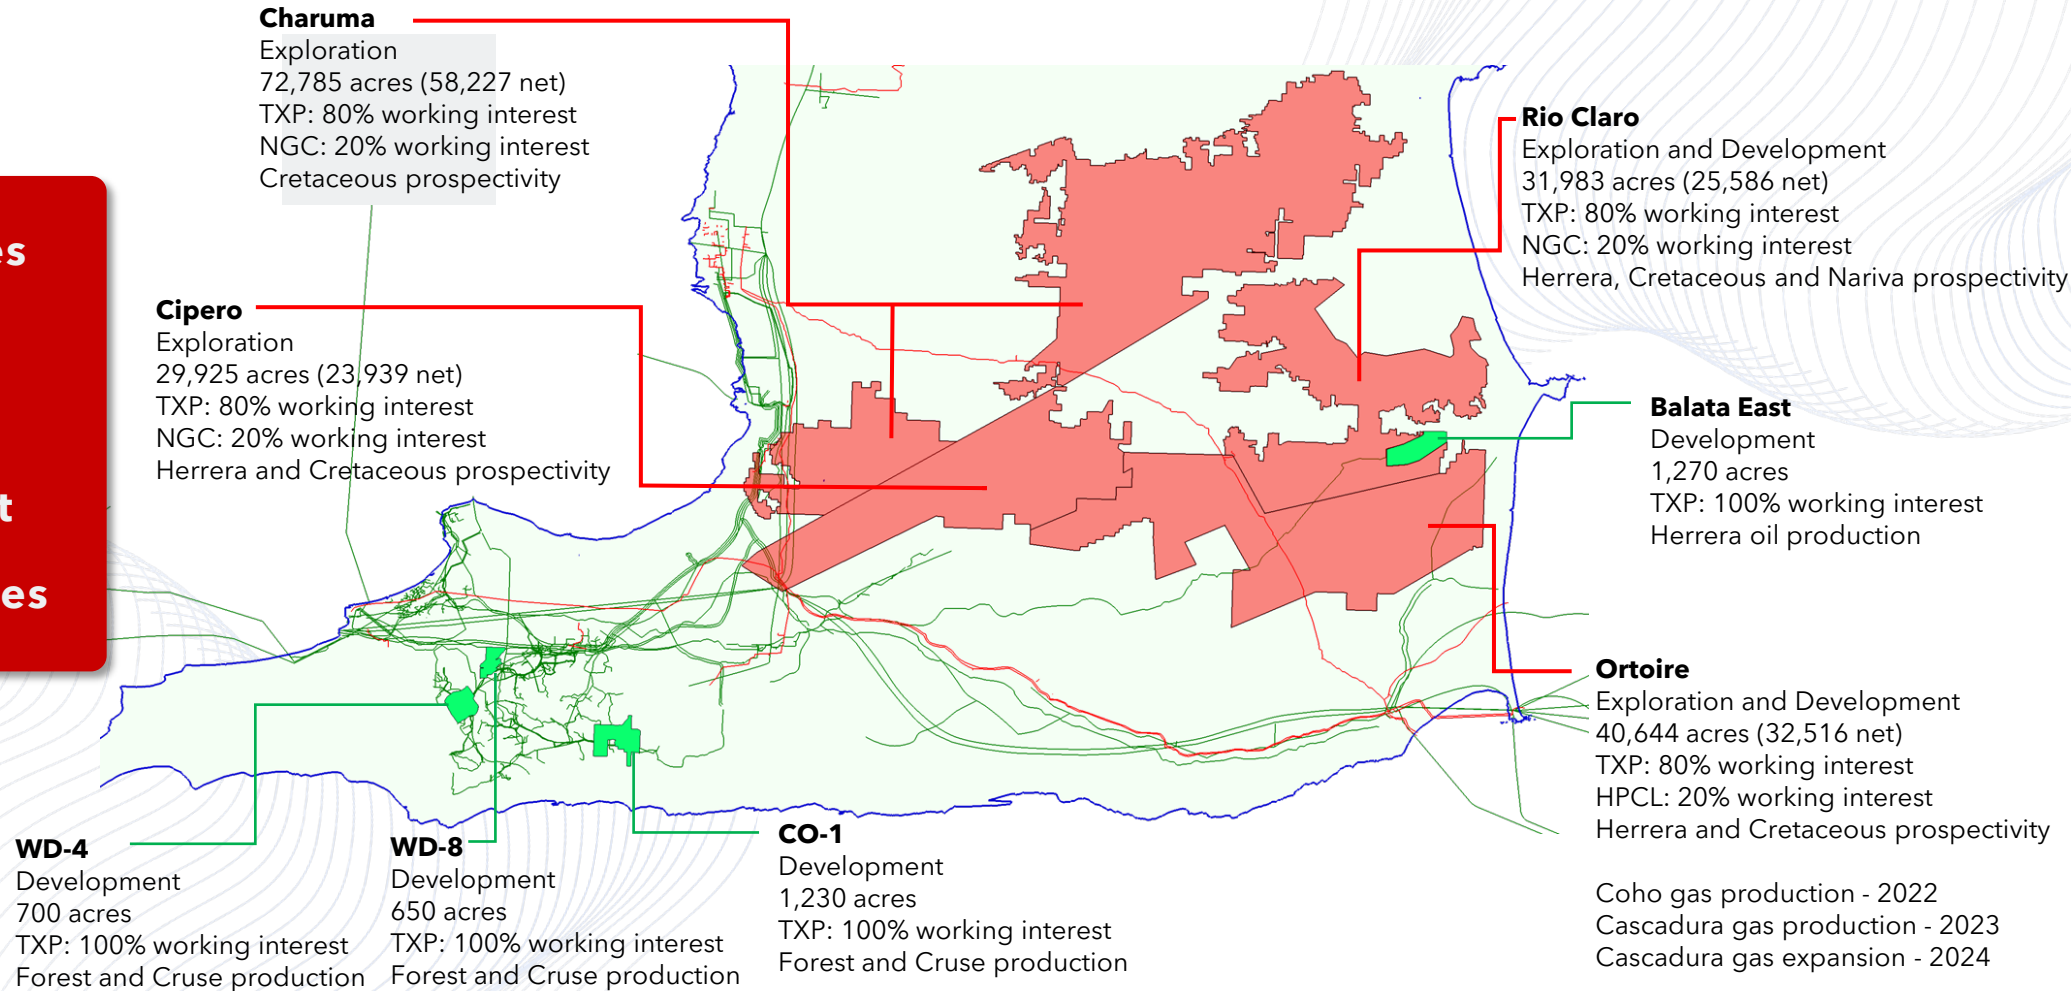 Charuma
Exploration
72,785 acres (58,227 net)
TXP: 80% working interest
NGC: 20% working interest
Cretaceous prospectivity
Rio Claro
Exploration and Development
31,983 acres (25,586 net)
TXP: 80% working interest
NGC: 20% working interest
Herrera, Cretaceous and Nariva prospectivity
Cipero
Exploration
29,925 acres (23,939 net)
TXP: 80% working interest
NGC: 20% working interest
Herrera and Cretaceous prospectivity
Balata East
Development
1,270 acres
TXP: 100% working interest
Herrera oil production
Ortoire
Exploration and Development
40,644 acres (32,516 net)
TXP: 80% working interest
HPCL: 20% working interest
Herrera and Cretaceous prospectivity
Coho gas production - 2022
Cascadura gas production - 2023
Cascadura gas expansion - 2024
WD-4
Development
700 acres
TXP: 100% working interest
Forest and Cruse production
WD-8
Development
650 acres
TXP: 100% working interest
Forest and Cruse production
CO-1
Development
1,230 acres
TXP: 100% working interest
Forest and Cruse production